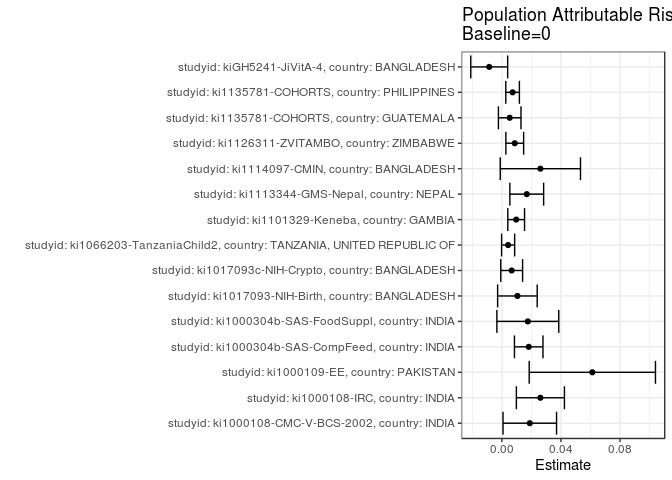 Population Attributable Ris
Baseline=0
studyid: kiGH5241-JiVitA-4, country: BANGLADESH
studyid: ki1135781-COHORTS, country: PHILIPPINES
studyid: ki1135781-COHORTS, country: GUATEMALA
studyid: ki1126311-ZVITAMBO, country: ZIMBABWE
studyid: ki1114097-CMIN, country: BANGLADESH
studyid: ki1113344-GMS-Nepal, country: NEPAL
studyid: ki1101329-Keneba, country: GAMBIA
studyid: ki1066203-TanzaniaChild2, country: TANZANIA, UNITED REPUBLIC OF
studyid: ki1017093c-NIH-Crypto, country: BANGLADESH
studyid: ki1017093-NIH-Birth, country: BANGLADESH
studyid: ki1000304b-SAS-FoodSuppl, country: INDIA
studyid: ki1000304b-SAS-CompFeed, country: INDIA
studyid: ki1000109-EE, country: PAKISTAN
studyid: ki1000108-IRC, country: INDIA
studyid: ki1000108-CMC-V-BCS-2002, country: INDIA
0.00 0.04 0.08
Estimate